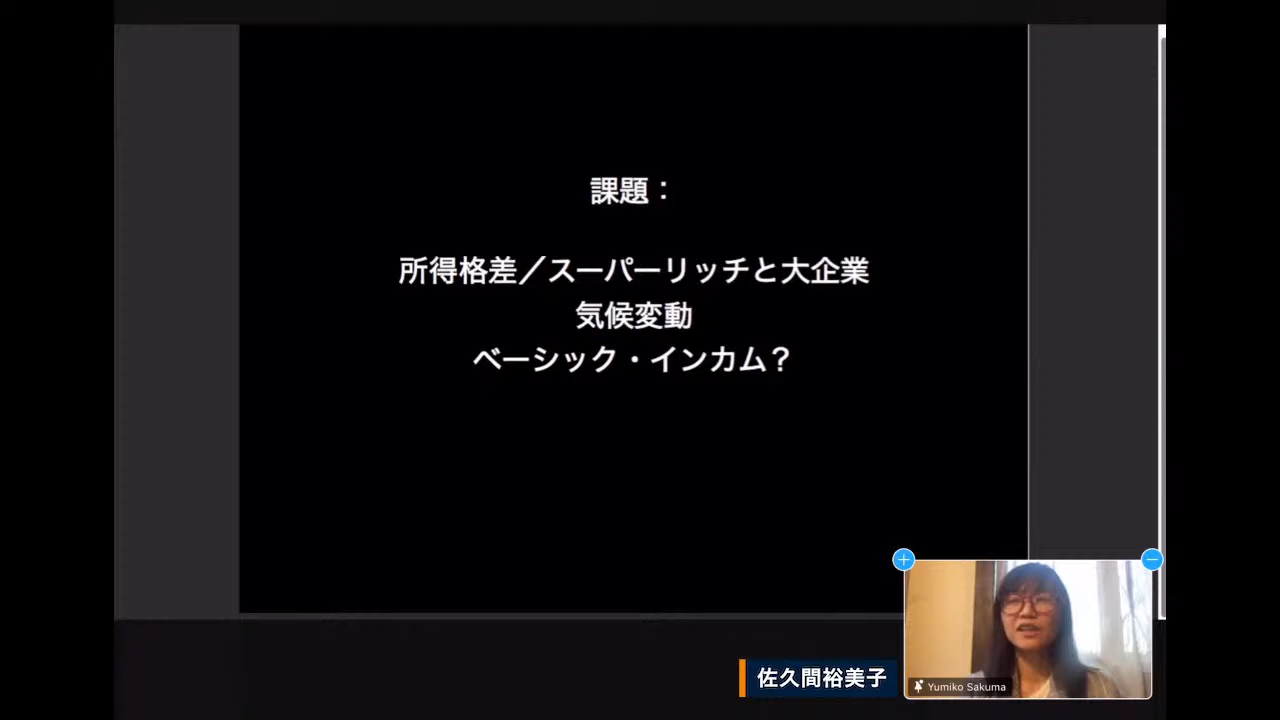 課題：
所得格差／スーパーリッチと大企業
気候変動
ベーシック・インカム？
佐久間裕美子
Yumiko Sakuma